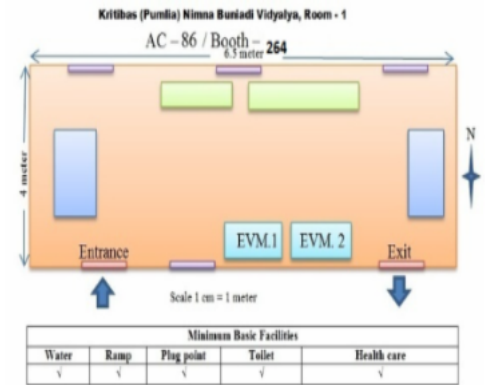 Kritibas (Pumlia) Nimna Buniadi Vidyalya, Room - 1
AC – 86 / Booth – 264
6.5 meter
4 meter
N
EVM.1
EVM. 2
Entrance
Exit
Scale 1 cm = 1 meter
Minimum Basic Facilities
Water Ramp Plug point Toilet Health care
√ √ √ √ √